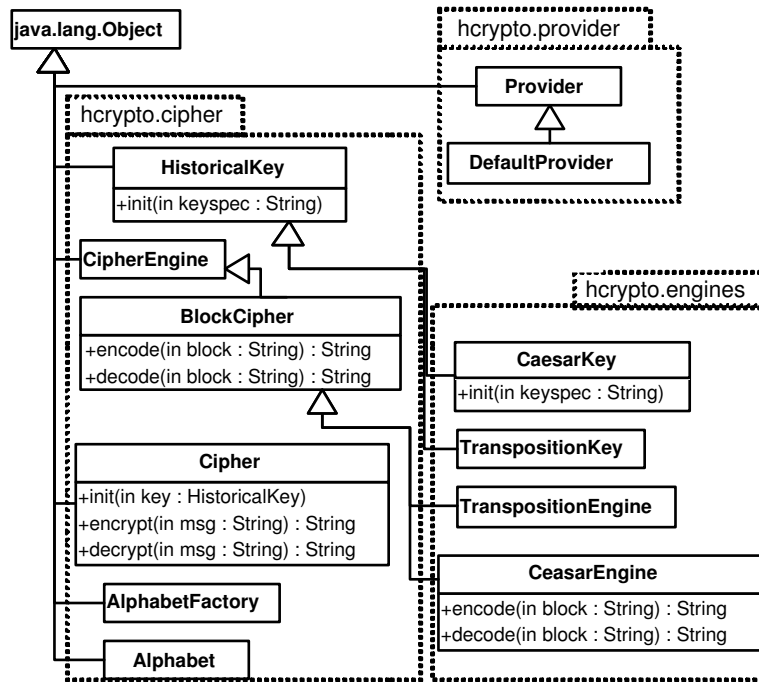 java.lang.Object
hcrypto.provider
Provider
DefaultProvider
hcrypto.cipher
HistoricalKey
+init(in keyspec : String)
CipherEngine
BlockCipher
+encode(in block : String) : String
+decode(in block : String) : String
Cipher
+init(in key : HistoricalKey)
+encrypt(in msg : String) : String
+decrypt(in msg : String) : String
AlphabetFactory
Alphabet
hcrypto.engines
CaesarKey
+init(in keyspec : String)
TranspositionKey
TranspositionEngine
CeasarEngine
+encode(in block : String) : String
+decode(in block : String) : String